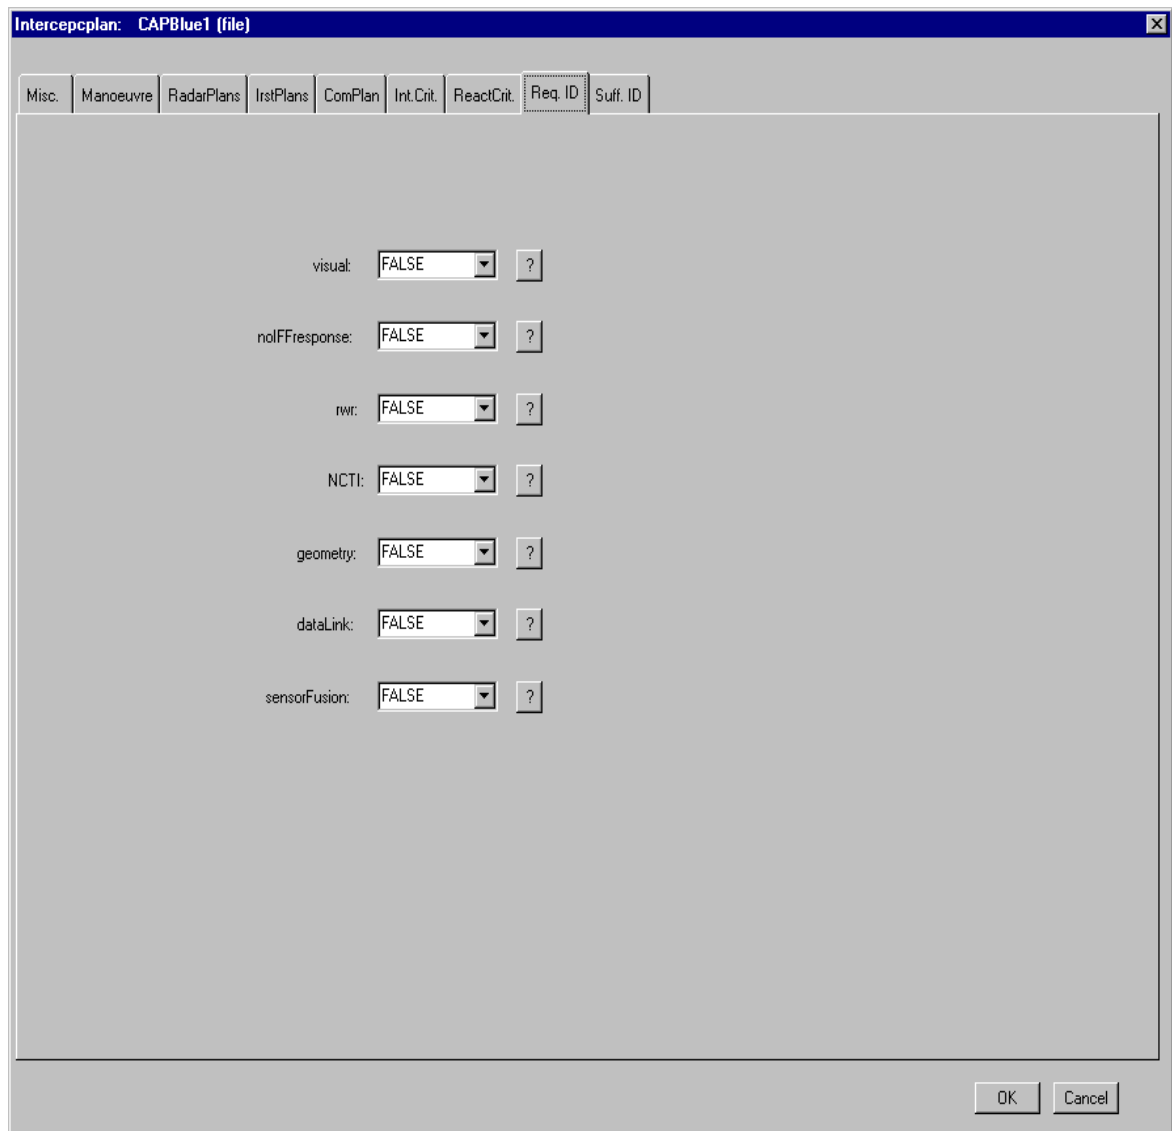 Intercepcplan: CAPBlue1 (file)
Misc. Manoeuvre RadarPlans IrstPlans ComPlan Int.Crit. ReactCrit. Req. ID Suff. ID
visual: FALSE ?
noIFFresponse: FALSE ?
rwr: FALSE ?
NCTI: FALSE ?
geometry: FALSE ?
dataLink: FALSE ?
sensorFusion: FALSE ?
OK Cancel